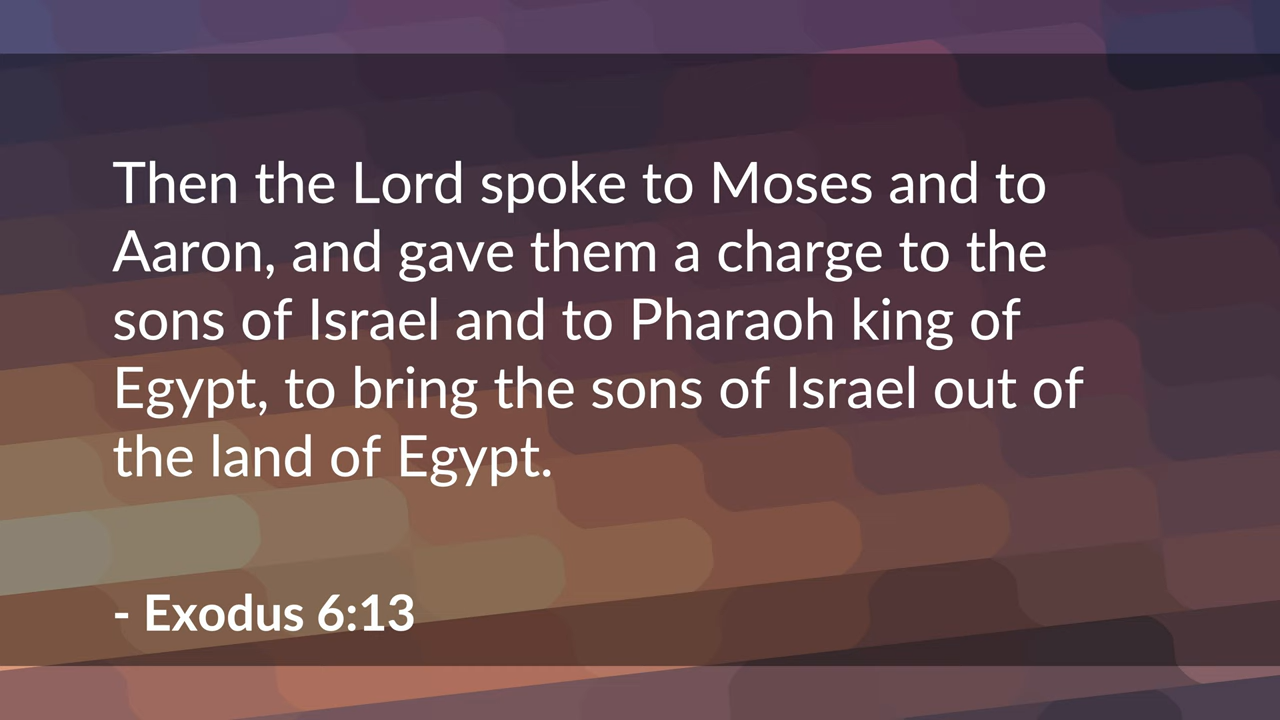 Then the Lord spoke to Moses and to
Aaron, and gave them a charge to the
sons of Israel and to Pharaoh king of
Egypt, to bring the sons of Israel out of
the land of Egypt.
- Exodus 6:13